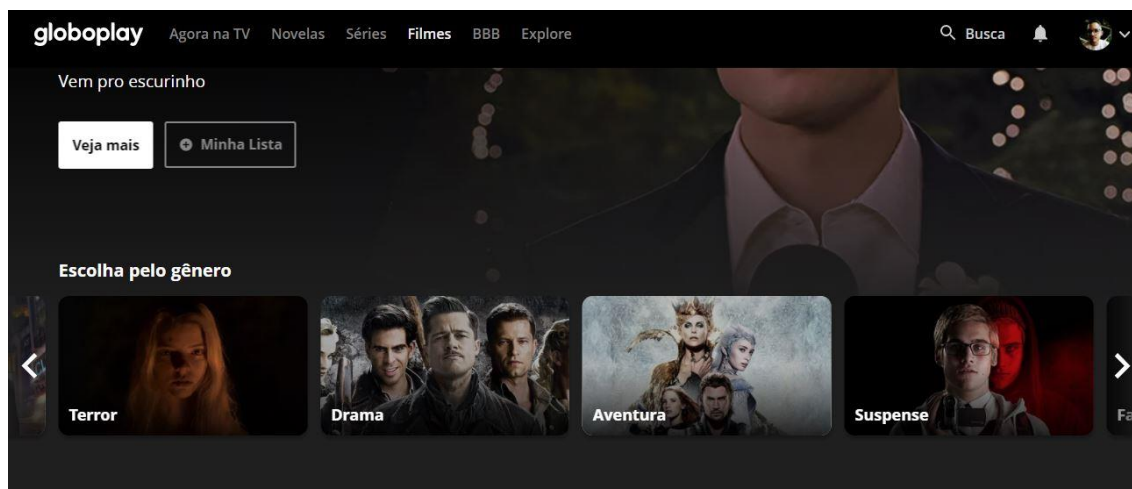 globoplay Agora na TV Novelas Séries Filmes BBB Explore Busca
Vem pro escurinho
Veja mais Minha Lista
Escolha pelo gênero
Terror Drama Aventura Suspense Fa